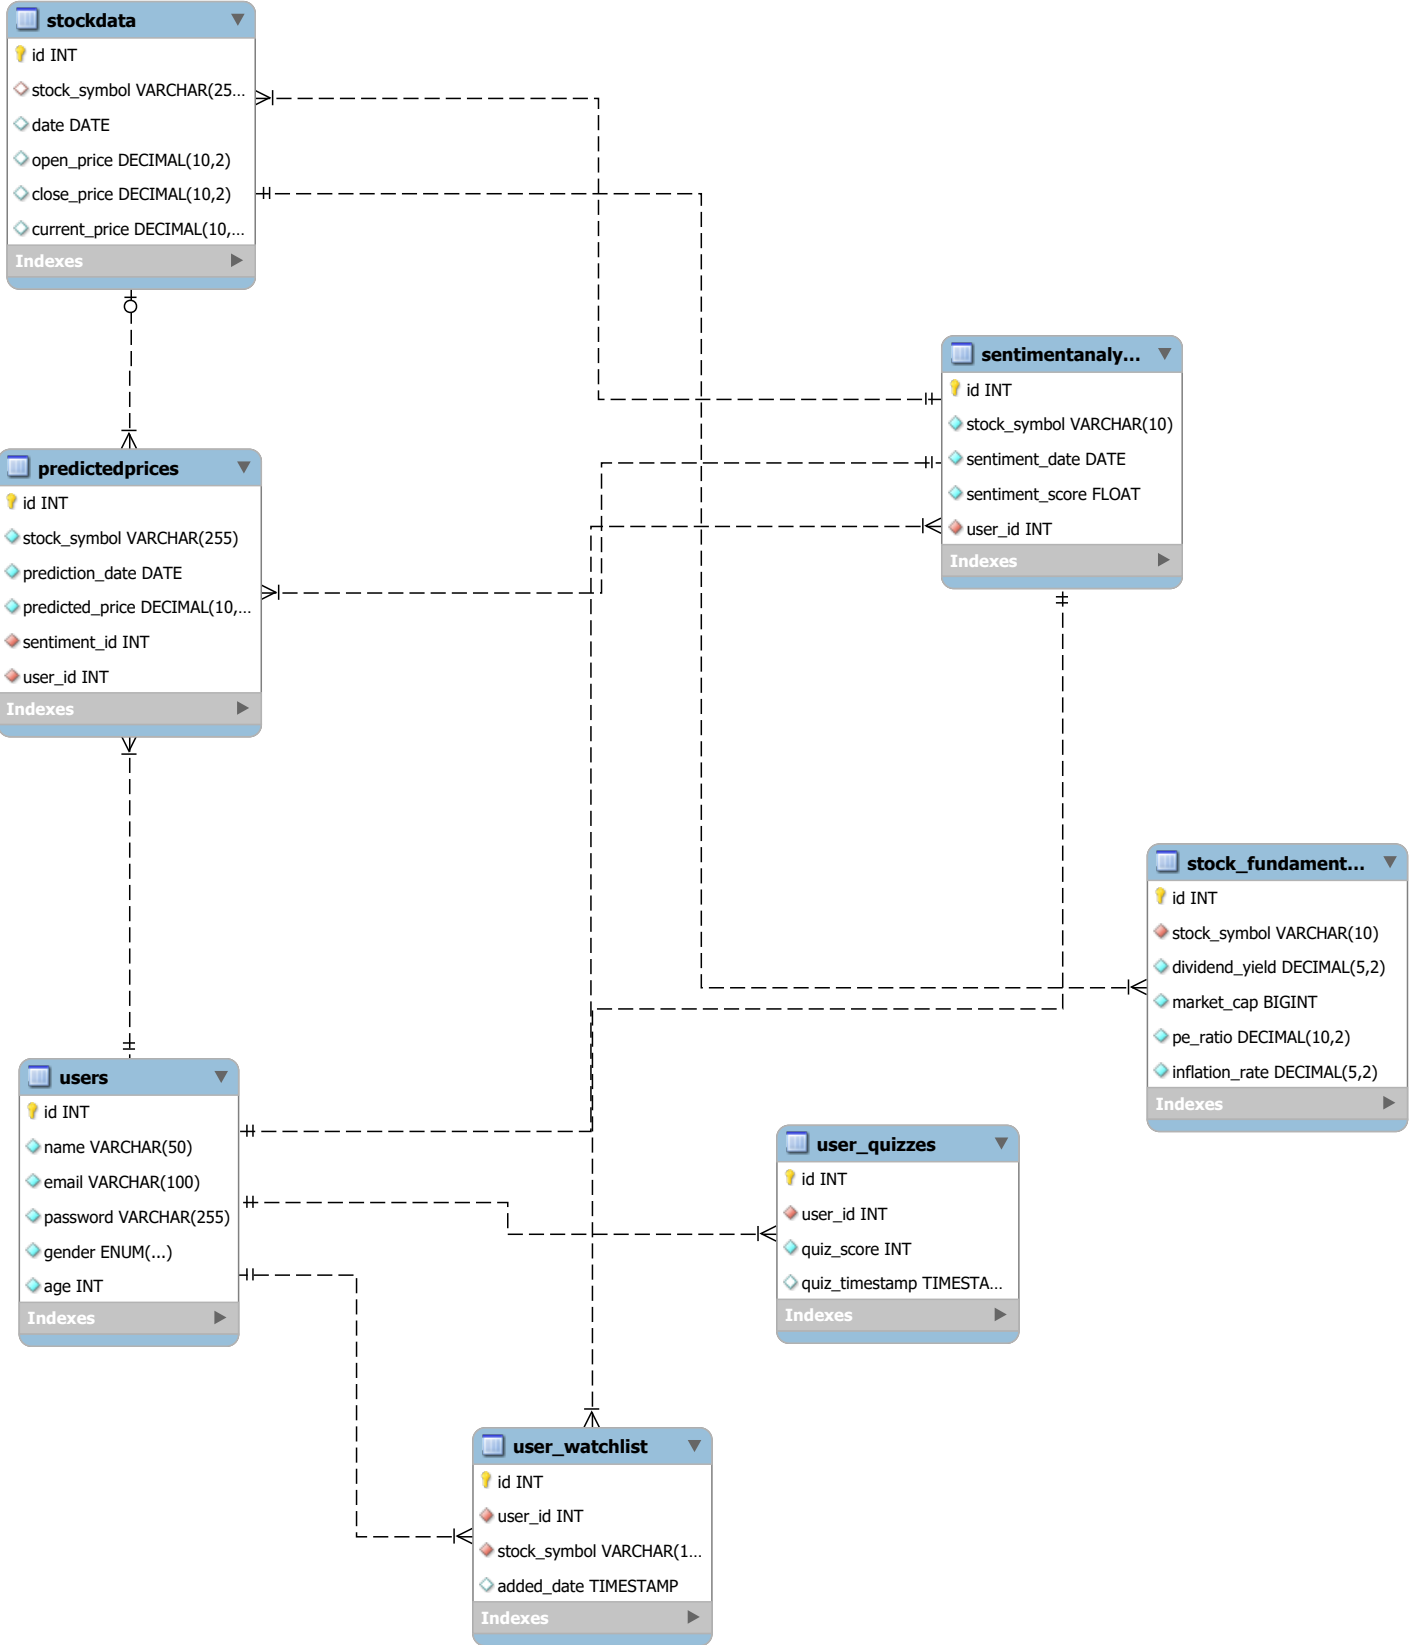 stockdata
id INT
stock_symbol VARCHAR(25...
date DATE
open_price DECIMAL(10,2)
close_price DECIMAL(10,2)
current_price DECIMAL(10,...
Indexes
sentimentanaly...
id INT
stock_symbol VARCHAR(10)
sentiment_date DATE
sentiment_score FLOAT
user_id INT
Indexes
predictedprices
id INT
stock_symbol VARCHAR(255)
prediction_date DATE
predicted_price DECIMAL(10,...
sentiment_id INT
user_id INT
Indexes
stock_fundament...
id INT
stock_symbol VARCHAR(10)
dividend_yield DECIMAL(5,2)
market_cap BIGINT
pe_ratio DECIMAL(10,2)
inflation_rate DECIMAL(5,2)
Indexes
users
id INT
name VARCHAR(50)
email VARCHAR(100)
password VARCHAR(255)
gender ENUM(...)
age INT
Indexes
user_quizzes
id INT
user_id INT
quiz_score INT
quiz_timestamp TIMESTA...
Indexes
user_watchlist
id INT
user_id INT
stock_symbol VARCHAR(1...
added_date TIMESTAMP
Indexes